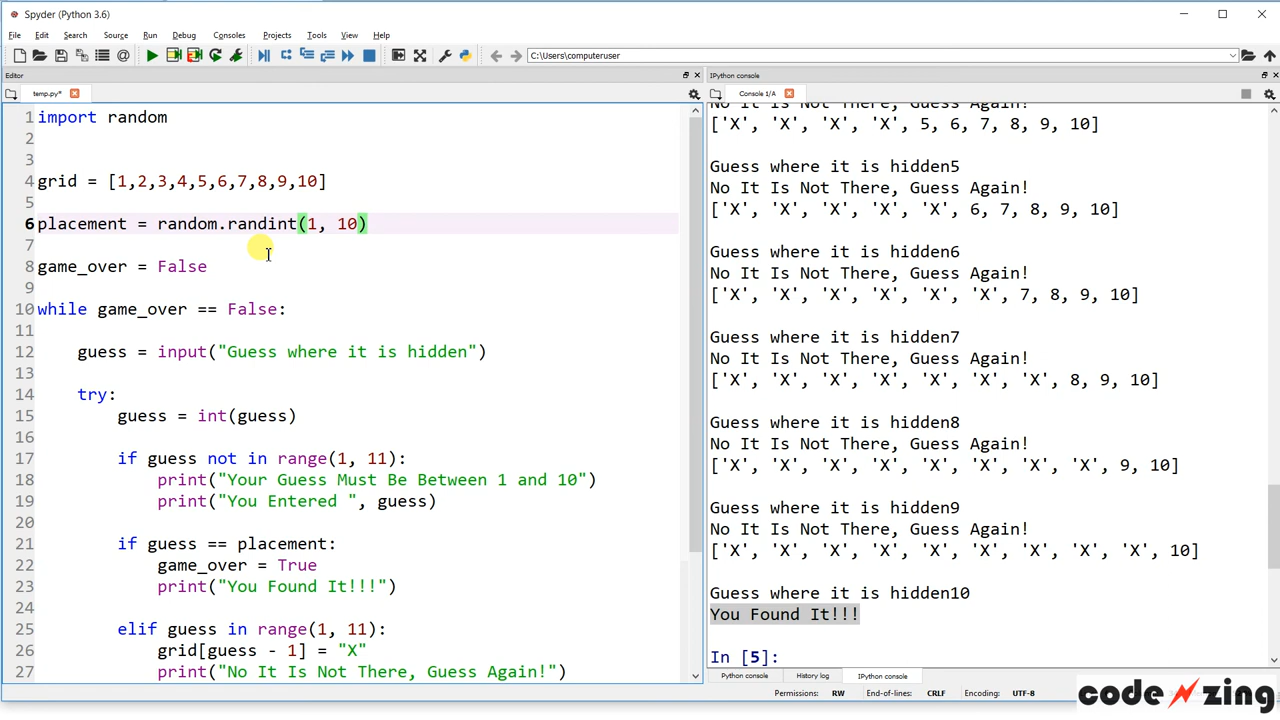 Spyder (Python 3.6)
File Edit Search Source Run Debug Consoles Projects Tools View Help
C:\Users\computeruser
Editor
temp.py*
1 import random
2
3
4 grid = [1,2,3,4,5,6,7,8,9,10]
5
6 placement = random.randint(1, 10)
7
8 game_over = False
9
10 while game_over == False:
11
12 guess = input("Guess where it is hidden")
13
14 try:
15 guess = int(guess)
16
17 if guess not in range(1, 11):
18 print("Your Guess Must Be Between 1 and 10")
19 print("You Entered ", guess)
20
21 if guess == placement:
22 game_over = True
23 print("You Found It!!!")
24
25 elif guess in range(1, 11):
26 grid[guess - 1] = "X"
27 print("No It Is Not There, Guess Again!")
IPython console
Console 1/A
No It Is Not There, Guess Again!
['X', 'X', 'X', 'X', 5, 6, 7, 8, 9, 10]
Guess where it is hidden5
No It Is Not There, Guess Again!
['X', 'X', 'X', 'X', 'X', 6, 7, 8, 9, 10]
Guess where it is hidden6
No It Is Not There, Guess Again!
['X', 'X', 'X', 'X', 'X', 'X', 7, 8, 9, 10]
Guess where it is hidden7
No It Is Not There, Guess Again!
['X', 'X', 'X', 'X', 'X', 'X', 'X', 8, 9, 10]
Guess where it is hidden8
No It Is Not There, Guess Again!
['X', 'X', 'X', 'X', 'X', 'X', 'X', 'X', 9, 10]
Guess where it is hidden9
No It Is Not There, Guess Again!
['X', 'X', 'X', 'X', 'X', 'X', 'X', 'X', 'X', 10]
Guess where it is hidden10
You Found It!!!
In [5]:
Python console History log IPython console
Permissions: RW End-of-lines: CRLF Encoding: UTF-8
code zing